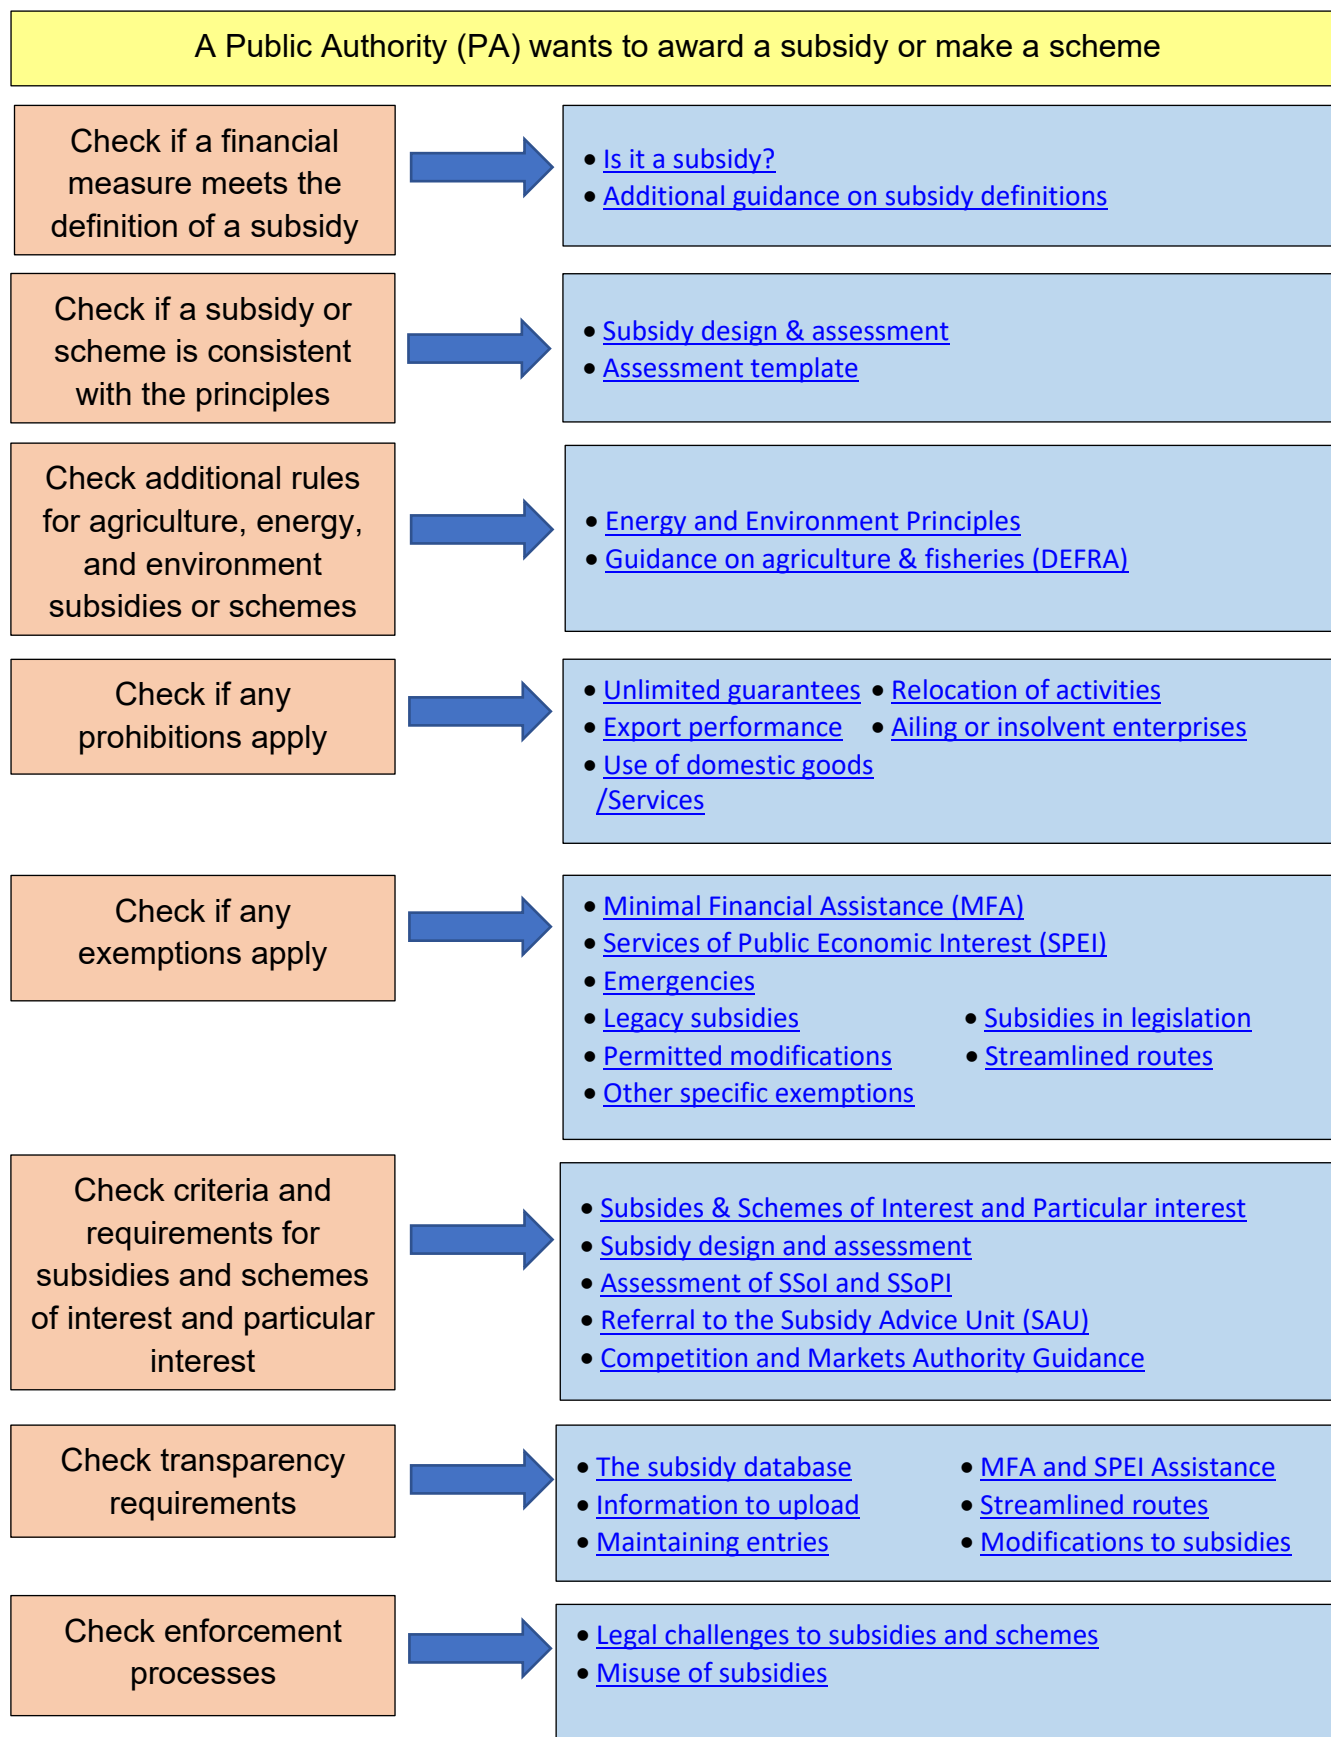 A Public Authority (PA) wants to award a subsidy or make a scheme
Check if a financial
measure meets the
definition of a subsidy
• Is it a subsidy?
• Additional guidance on subsidy definitions
Check if a subsidy or
scheme is consistent
with the principles
• Subsidy design & assessment
• Assessment template
Check additional rules
for agriculture, energy,
and environment
subsidies or schemes
• Energy and Environment Principles
• Guidance on agriculture & fisheries (DEFRA)
Check if any
prohibitions apply
• Unlimited guarantees • Relocation of activities
• Export performance • Ailing or insolvent enterprises
• Use of domestic goods
/Services
Check if any
exemptions apply
• Minimal Financial Assistance (MFA)
• Services of Public Economic Interest (SPEI)
• Emergencies
• Legacy subsidies • Subsidies in legislation
• Permitted modifications • Streamlined routes
• Other specific exemptions
Check criteria and
requirements for
subsidies and schemes
of interest and particular
interest
• Subsides & Schemes of Interest and Particular interest
• Subsidy design and assessment
• Assessment of SSoI and SSoPI
• Referral to the Subsidy Advice Unit (SAU)
• Competition and Markets Authority Guidance
Check transparency
requirements
• The subsidy database • MFA and SPEI Assistance
• Information to upload • Streamlined routes
• Maintaining entries • Modifications to subsidies
Check enforcement
processes
• Legal challenges to subsidies and schemes
• Misuse of subsidies